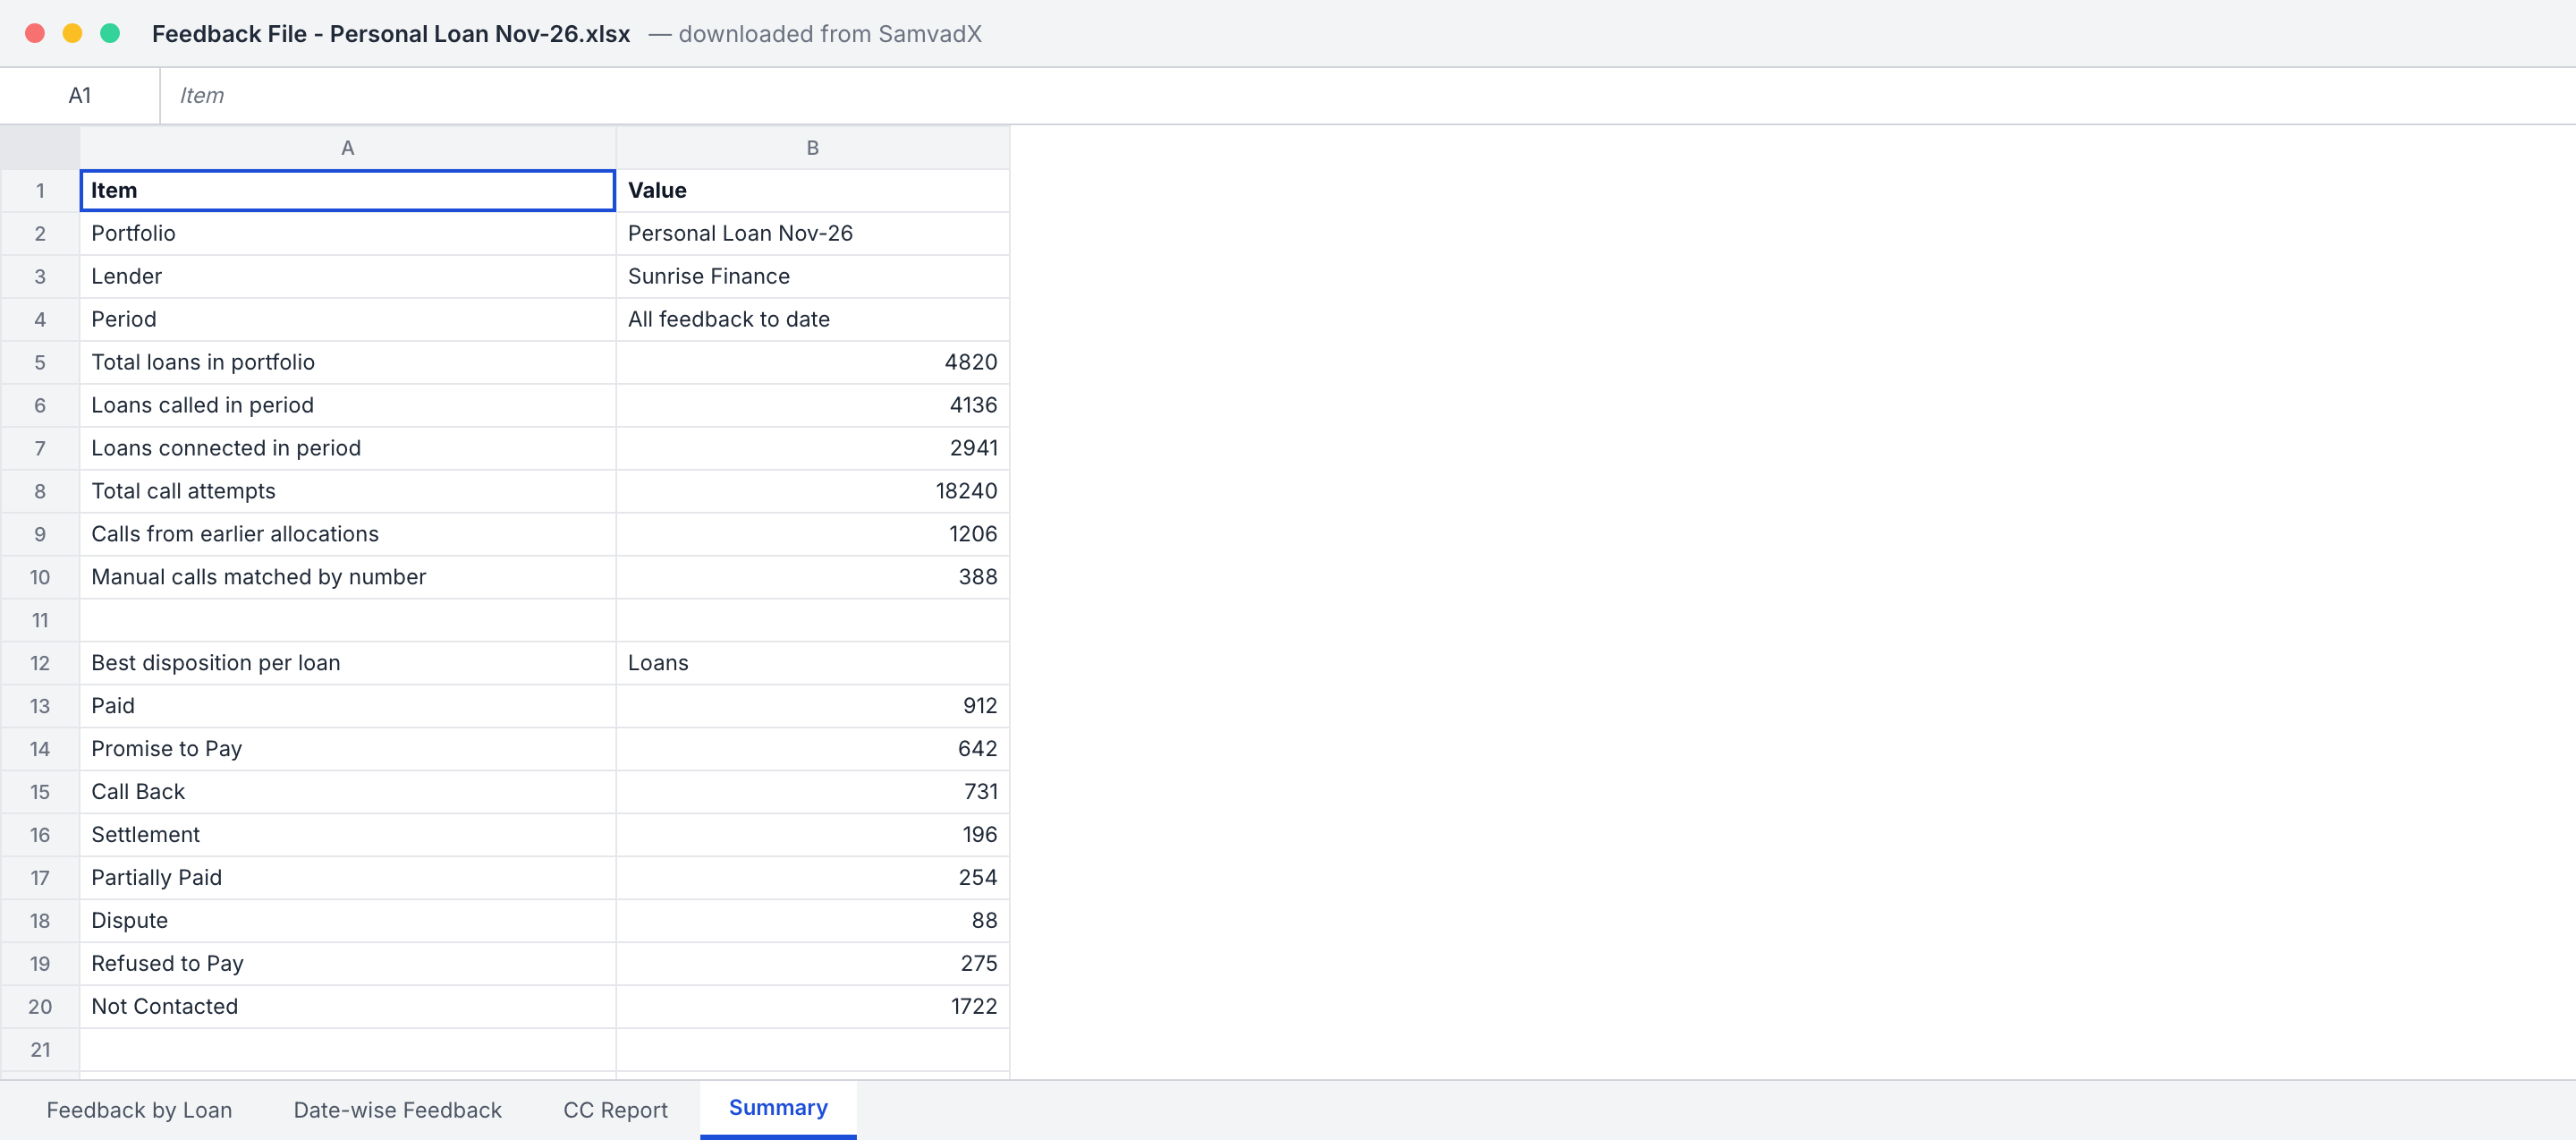 Feedback File - Personal Loan Nov-26.xlsx — downloaded from SamvadX
A1 Item
A B
1 Item Value
2 Portfolio Personal Loan Nov-26
3 Lender Sunrise Finance
4 Period All feedback to date
5 Total loans in portfolio 4820
6 Loans called in period 4136
7 Loans connected in period 2941
8 Total call attempts 18240
9 Calls from earlier allocations 1206
10 Manual calls matched by number 388
11
12 Best disposition per loan Loans
13 Paid 912
14 Promise to Pay 642
15 Call Back 731
16 Settlement 196
17 Partially Paid 254
18 Dispute 88
19 Refused to Pay 275
20 Not Contacted 1722
21
Feedback by Loan Date-wise Feedback CC Report Summary